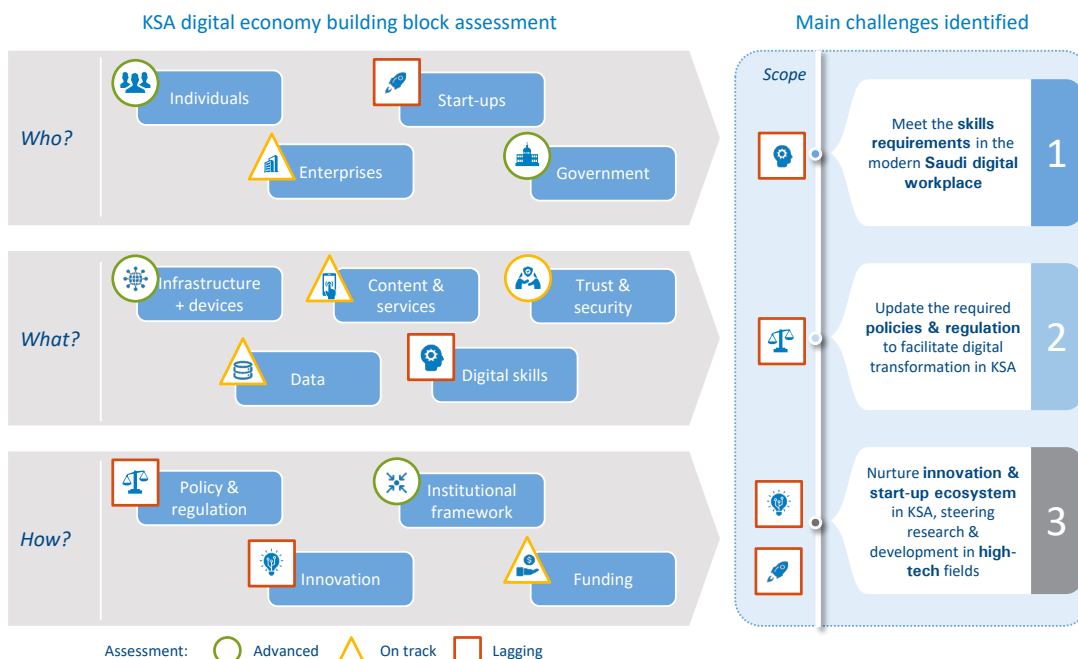 KSA digital economy building block assessment
Main challenges identified
Who?
Individuals
Start-ups
Enterprises
Government
What?
Infrastructure
+ devices
Content &
services
Trust &
security
Data
Digital skills
How?
Policy &
regulation
Institutional
framework
Innovation
Funding
Scope
Meet the skills
requirements in the
modern Saudi digital
workplace
1
Update the required
policies & regulation
to facilitate digital
transformation in KSA
2
Nurture innovation &
start-up ecosystem
in KSA, steering
research &
development in high-
tech fields
3
Assessment: Advanced On track Lagging